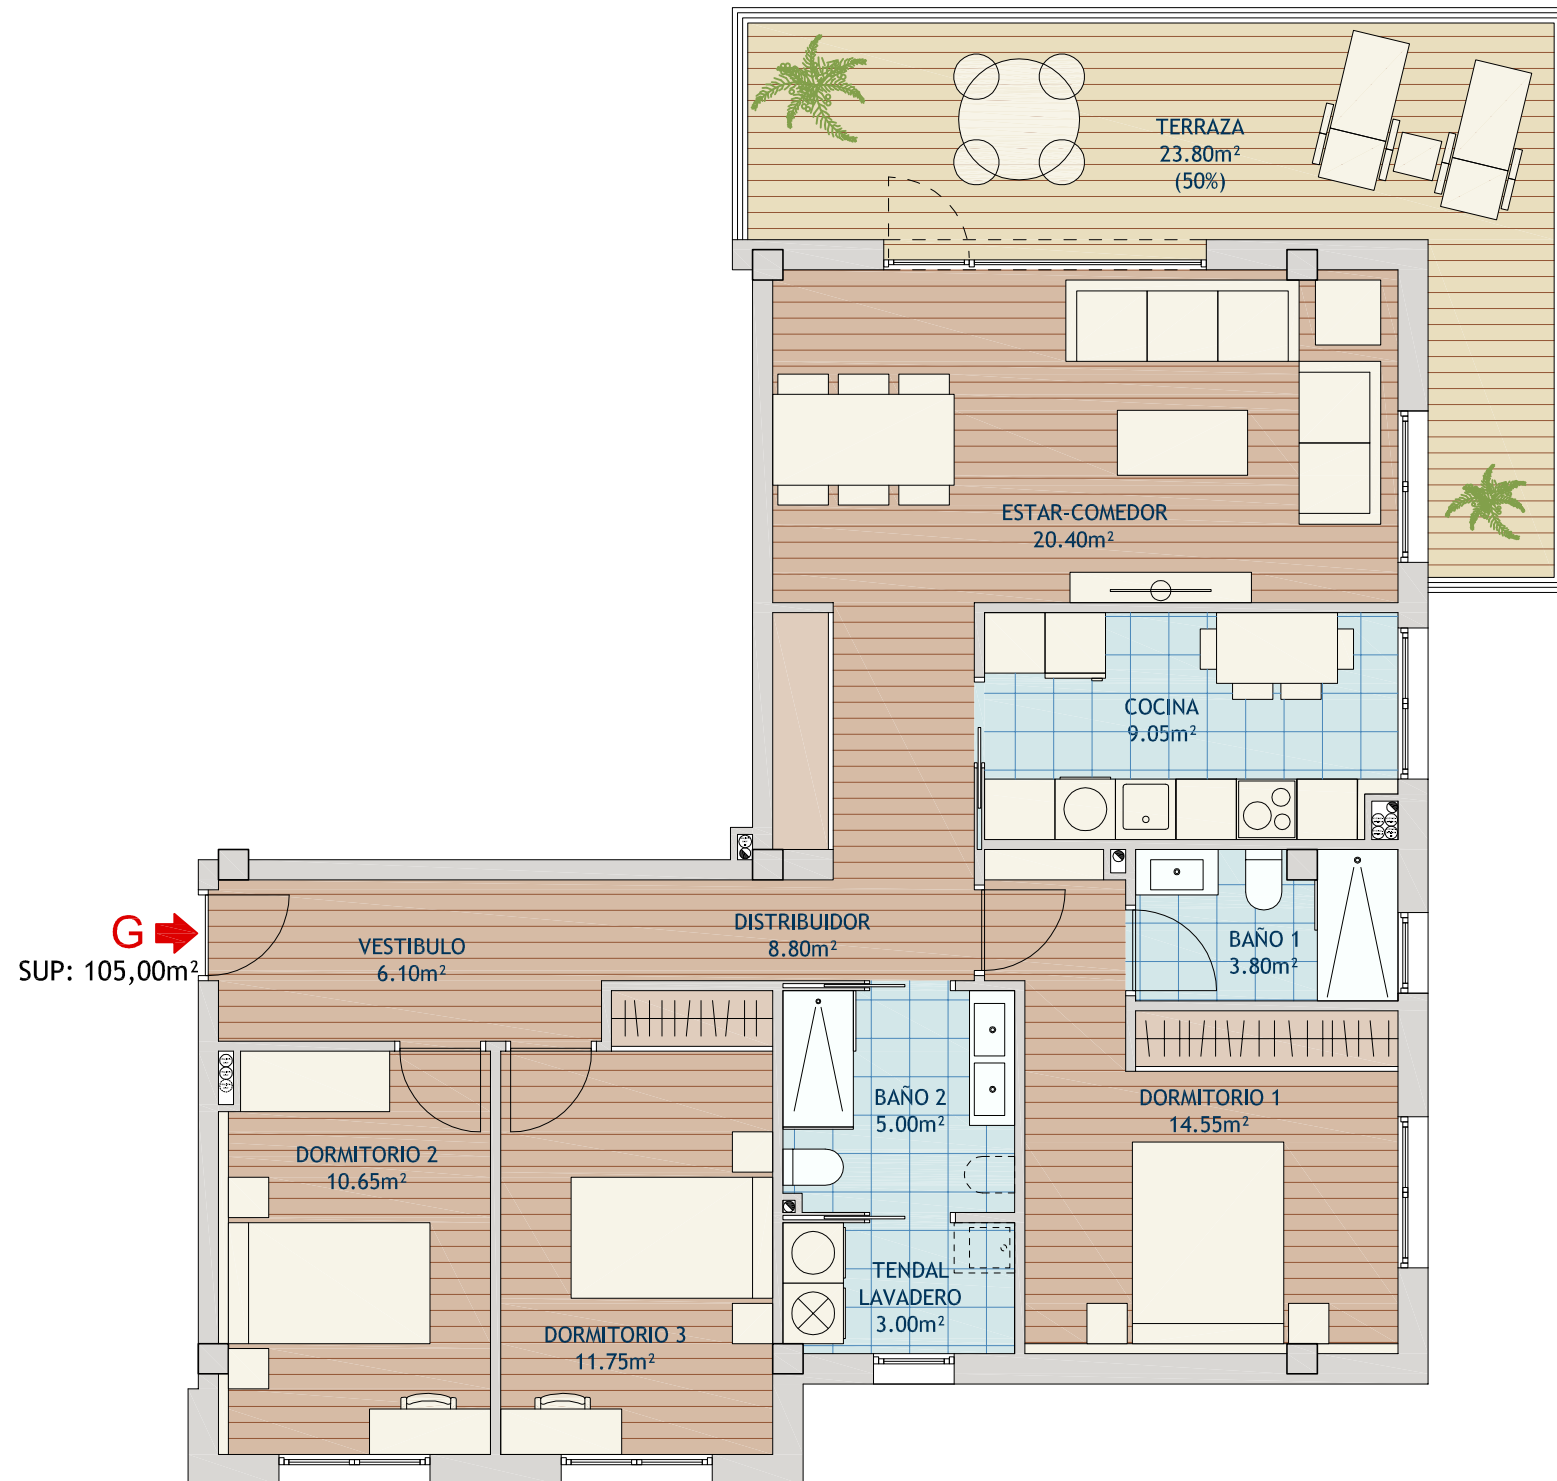 TERRAZA
23.80m²
(50%)
ESTAR-COMEDOR
20.40m²
COCINA
9.05m²
G
SUP: 105,00m²
VESTIBULO
6.10m²
DISTRIBUIDOR
8.80m²
BAÑO 1
3.80m²
BAÑO 2
5.00m²
DORMITORIO 1
14.55m²
DORMITORIO 2
10.65m²
TENDAL
LAVADERO
3.00m²
DORMITORIO 3
11.75m²